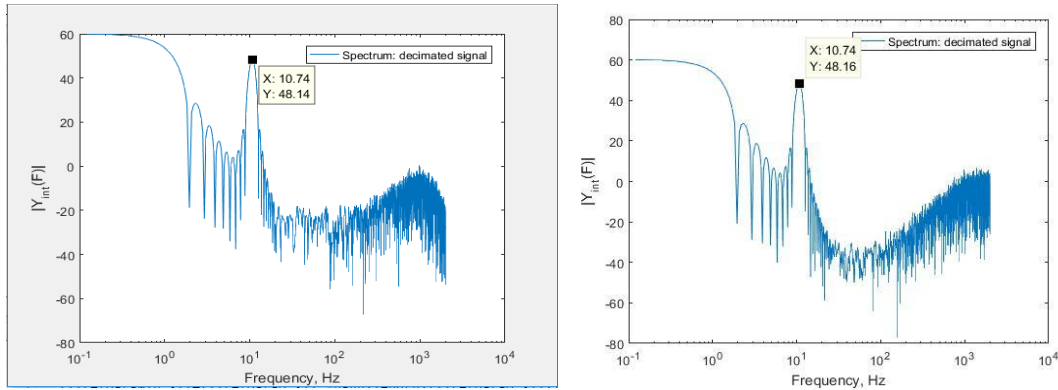 60
40
20
0
-20
-40
-60
-80
|Y_int(F)|
Spectrum: decimated signal
X: 10.74
Y: 48.14
10^-1
10^0
10^1
10^2
10^3
10^4
Frequency, Hz
80
60
40
20
0
-20
-40
-60
-80
|Y_int(F)|
Spectrum: decimated signal
X: 10.74
Y: 48.16
10^-1
10^0
10^1
10^2
10^3
10^4
Frequency, Hz